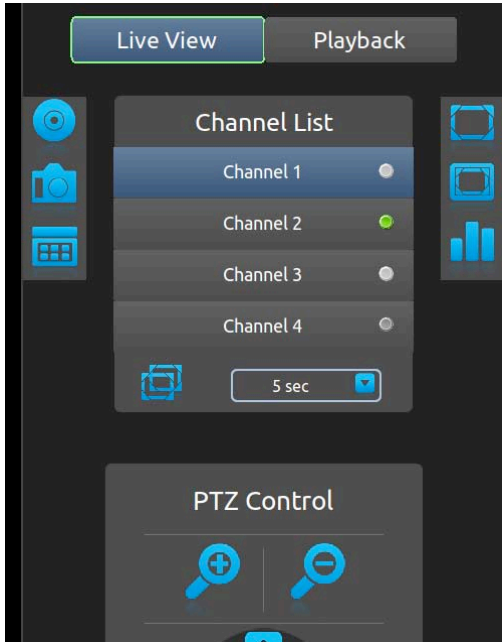 Live View Playback
Channel List
Channel 1
Channel 2
Channel 3
Channel 4
5 sec
PTZ Control